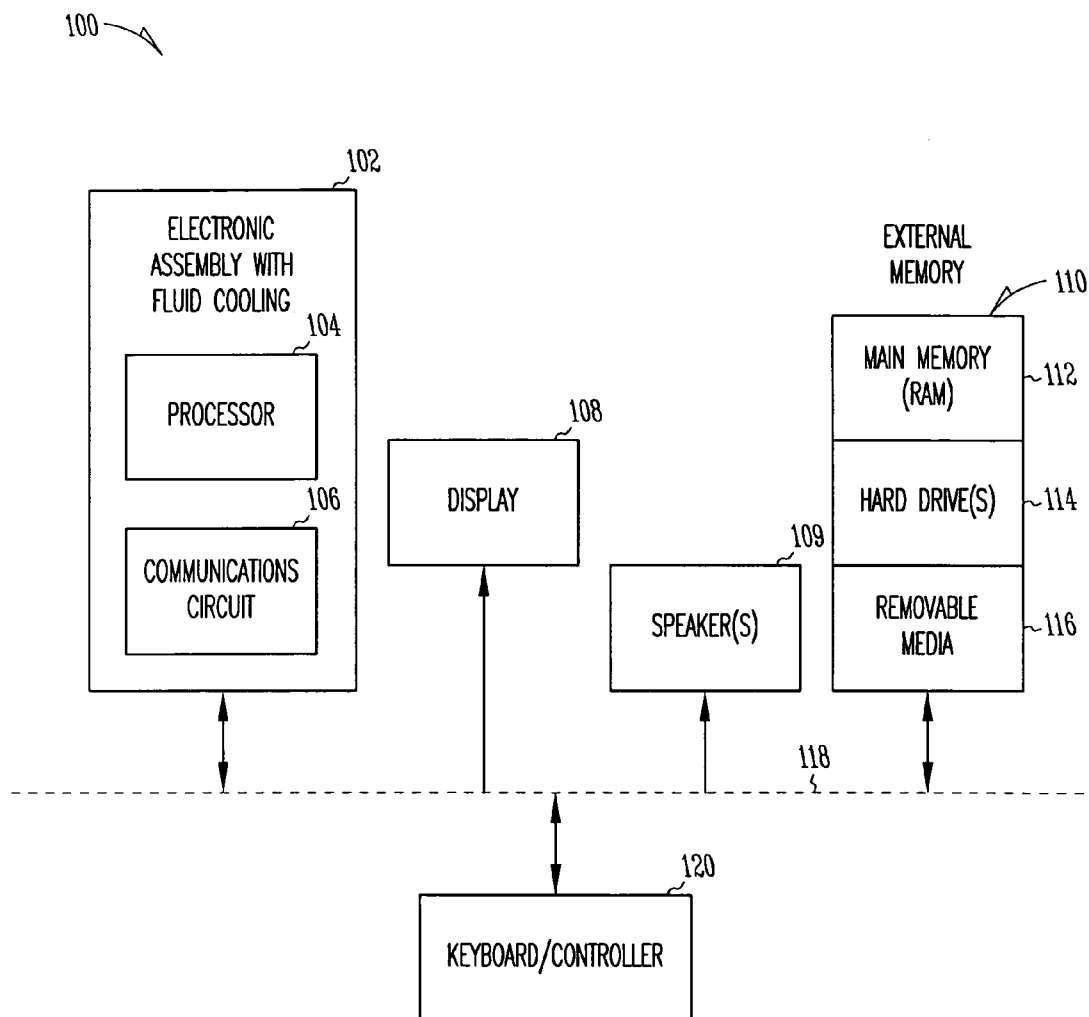 100
102
ELECTRONIC
ASSEMBLY WITH
FLUID COOLING
104
PROCESSOR
106
COMMUNICATIONS
CIRCUIT
108
DISPLAY
109
SPEAKER(S)
EXTERNAL
MEMORY
110
MAIN MEMORY
(RAM)
112
HARD DRIVE(S)
114
REMOVABLE
MEDIA
116
118
120
KEYBOARD/CONTROLLER